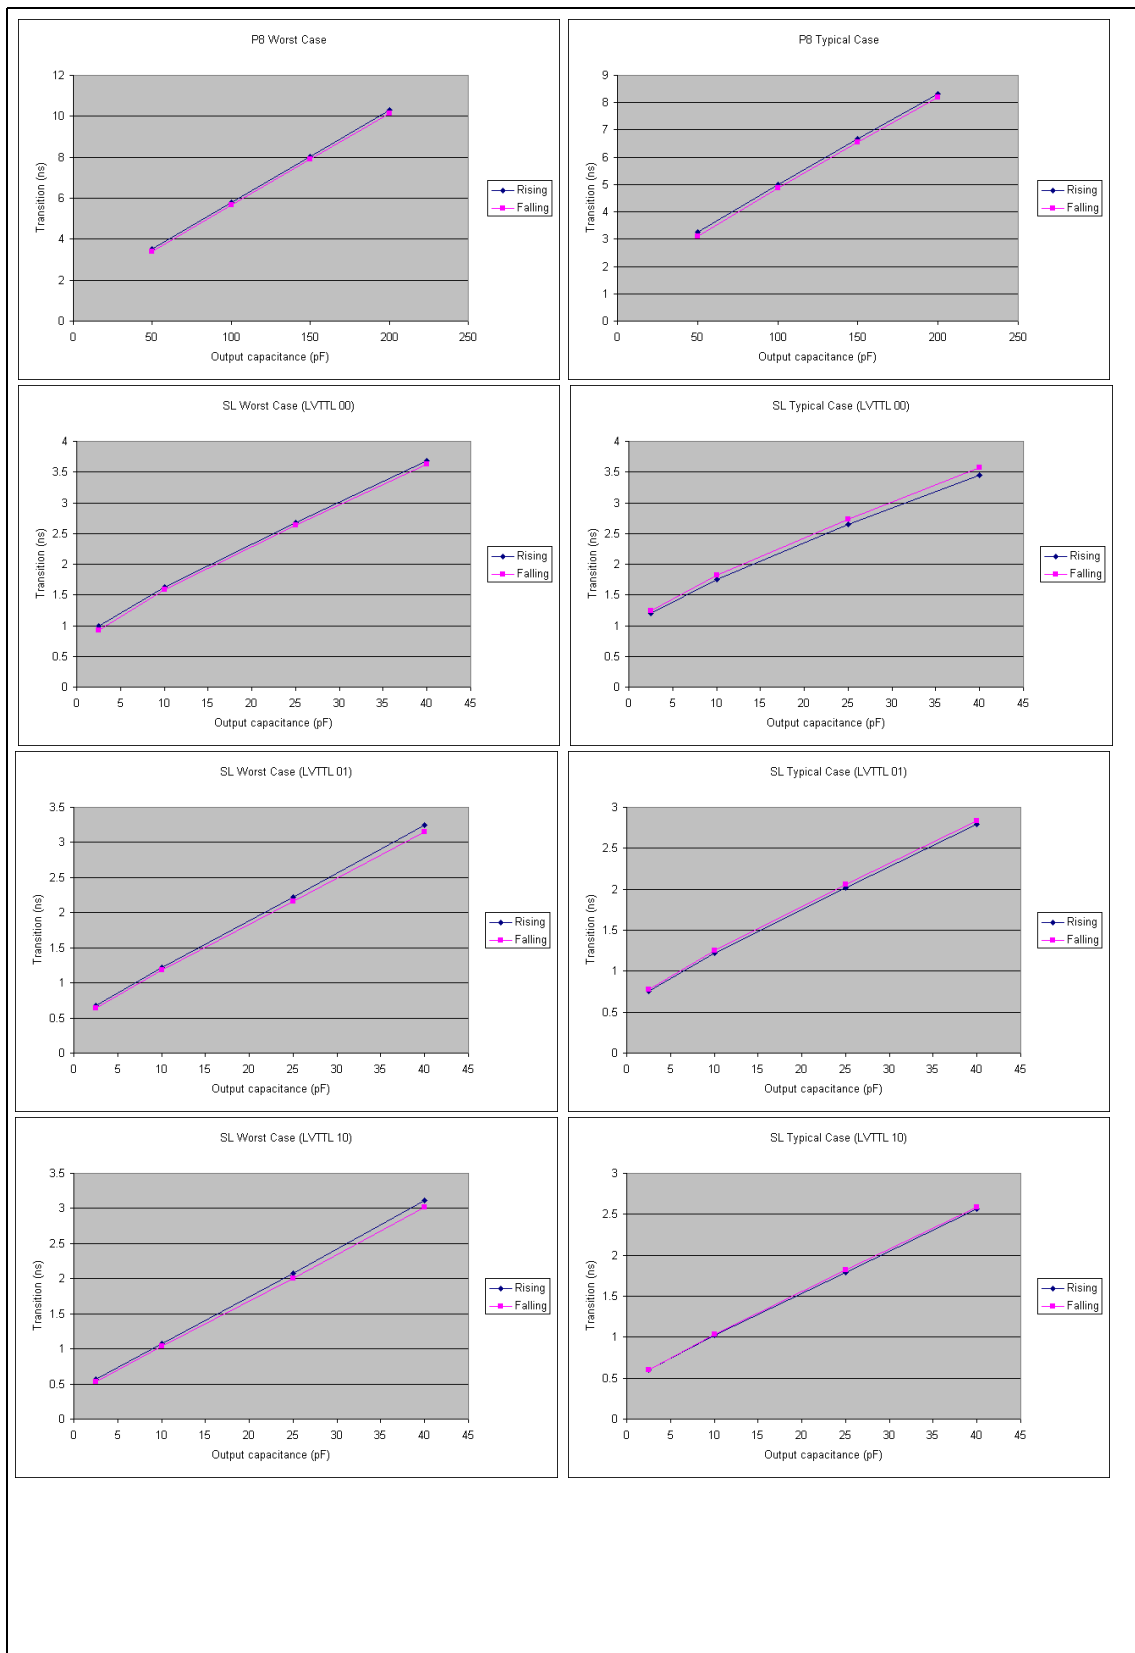 P8 Worst Case
12
10
8
6
4
2
0
Transition (ns)
0 50 100 150 200 250
Output capacitance (pF)
Rising
Falling
P8 Typical Case
9
8
7
6
5
4
3
2
1
0
Transition (ns)
0 50 100 150 200 250
Output capacitance (pF)
Rising
Falling
SL Worst Case (LVTTL 00)
4
3.5
3
2.5
2
1.5
1
0.5
0
Transition (ns)
0 5 10 15 20 25 30 35 40 45
Output capacitance (pF)
Rising
Falling
SL Typical Case (LVTTL 00)
4
3.5
3
2.5
2
1.5
1
0.5
0
Transition (ns)
0 5 10 15 20 25 30 35 40 45
Output capacitance (pF)
Rising
Falling
SL Worst Case (LVTTL 01)
3.5
3
2.5
2
1.5
1
0.5
0
Transition (ns)
0 5 10 15 20 25 30 35 40 45
Output capacitance (pF)
Rising
Falling
SL Typical Case (LVTTL 01)
3
2.5
2
1.5
1
0.5
0
Transition (ns)
0 5 10 15 20 25 30 35 40 45
Output capacitance (pF)
Rising
Falling
SL Worst Case (LVTTL 10)
3.5
3
2.5
2
1.5
1
0.5
0
Transition (ns)
0 5 10 15 20 25 30 35 40 45
Output capacitance (pF)
Rising
Falling
SL Typical Case (LVTTL 10)
3
2.5
2
1.5
1
0.5
0
Transition (ns)
0 5 10 15 20 25 30 35 40 45
Output capacitance (pF)
Rising
Falling